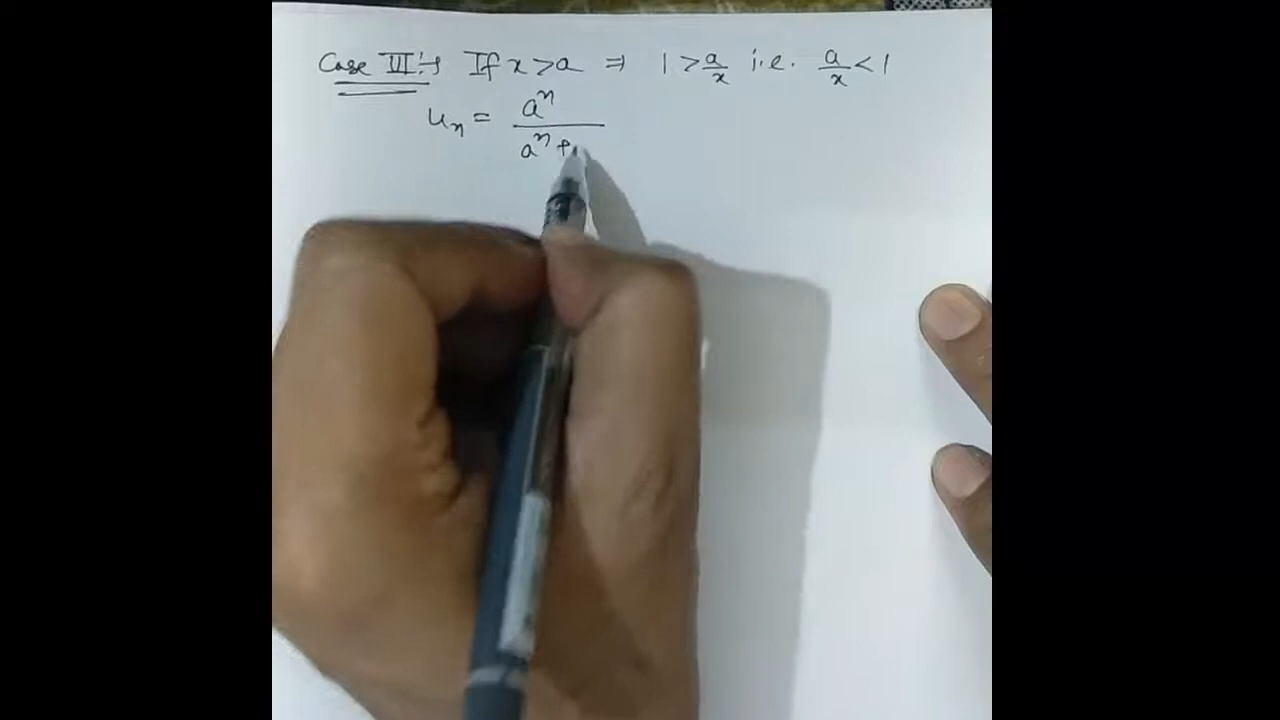 Case III:- If x > a ⇒ 1 > a/x i.e. a/x < 1
uₙ = aⁿ / aⁿ +